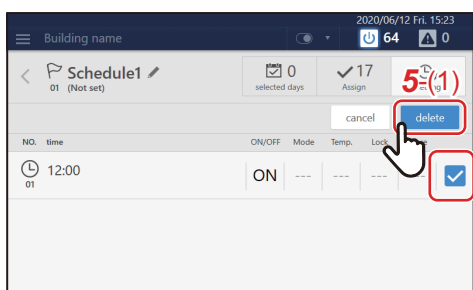 2020/06/12 Fri. 15:23
Building name 64 0
Schedule1 0 17
01 (Not set) selected days Assign
5-(1)
cancel delete
NO. time ON/OFF Mode Temp. Lock
12:00 ON --- --- --- ---
01